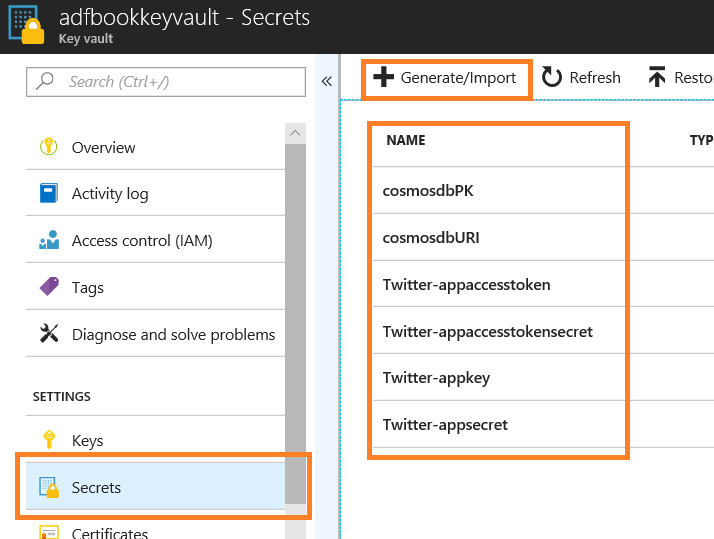 adfbookkeyvault - Secrets
Key vault
Search (Ctrl+/)
«
Overview
Activity log
Access control (IAM)
Tags
Diagnose and solve problems
SETTINGS
Keys
Secrets
Certificates
Generate/Import Refresh Resto
NAME TYP
cosmosdbPK
cosmosdbURI
Twitter-appaccesstoken
Twitter-appaccesstokensecret
Twitter-appkey
Twitter-appsecret